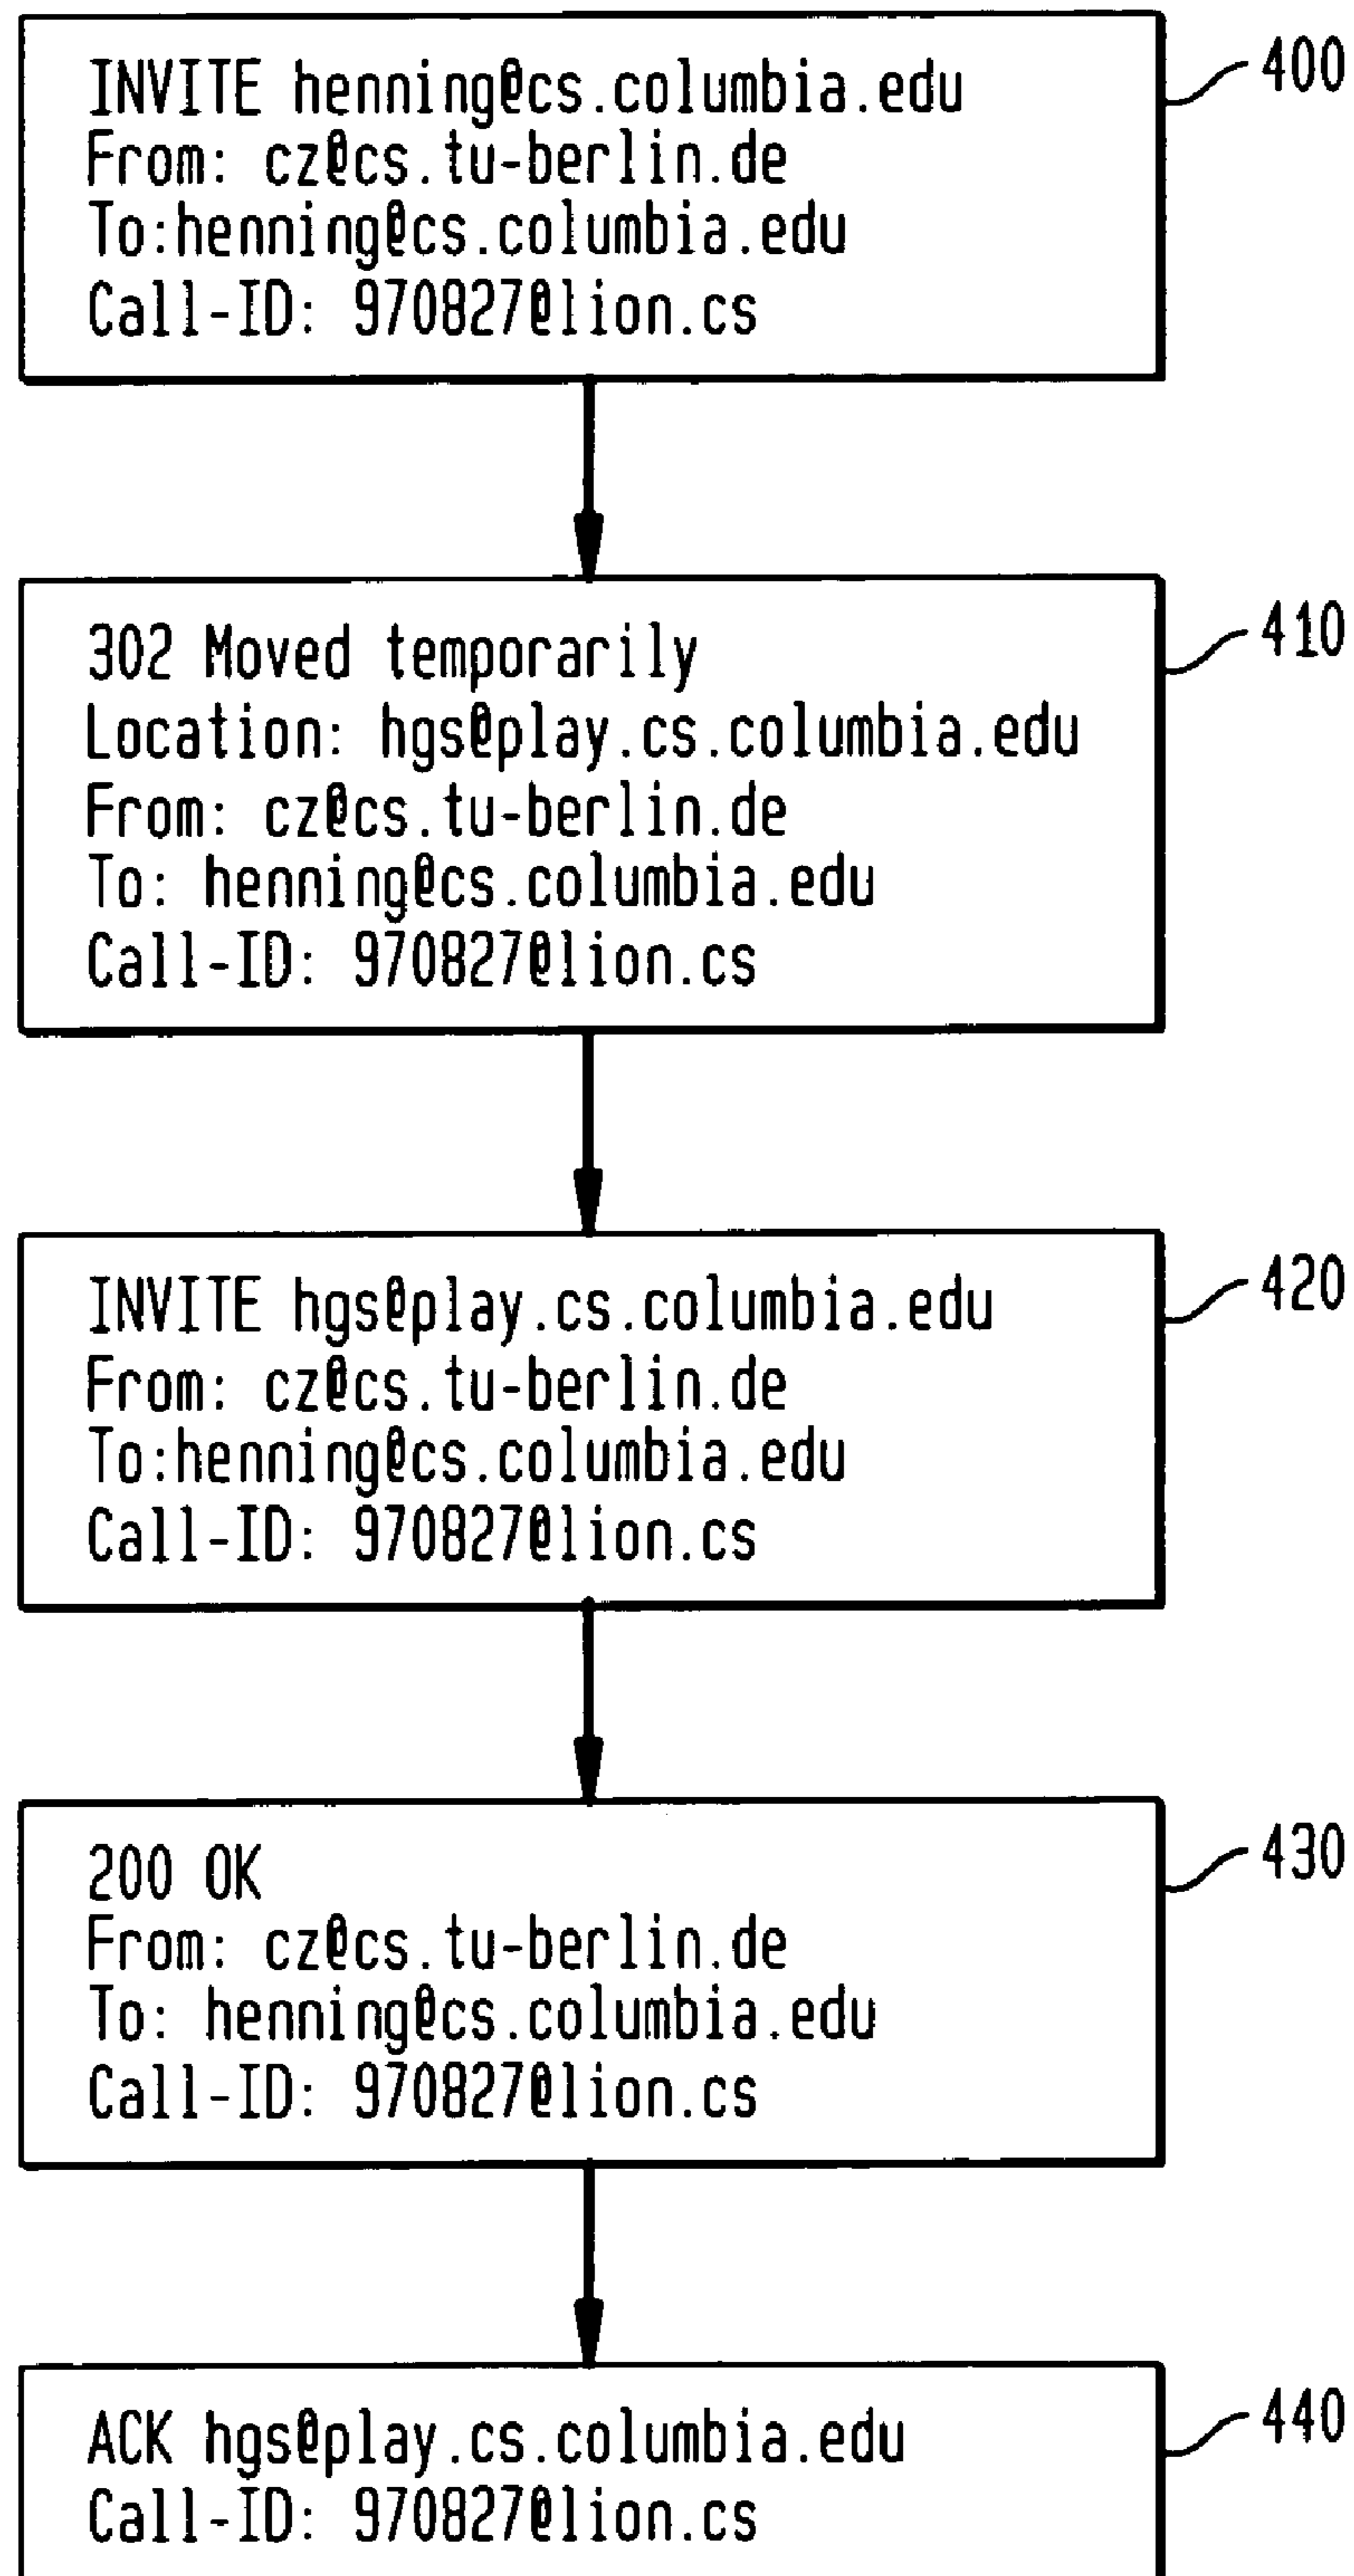 INVITE henning@cs.columbia.edu
From: cz@cs.tu-berlin.de
To:henning@cs.columbia.edu
Call-ID: 970827@lion.cs
400
302 Moved temporarily
Location: hgs@play.cs.columbia.edu
From: cz@cs.tu-berlin.de
To: henning@cs.columbia.edu
Call-ID: 970827@lion.cs
410
INVITE hgs@play.cs.columbia.edu
From: cz@cs.tu-berlin.de
To:henning@cs.columbia.edu
Call-ID: 970827@lion.cs
420
200 OK
From: cz@cs.tu-berlin.de
To: henning@cs.columbia.edu
Call-ID: 970827@lion.cs
430
ACK hgs@play.cs.columbia.edu
Call-ID: 970827@lion.cs
440